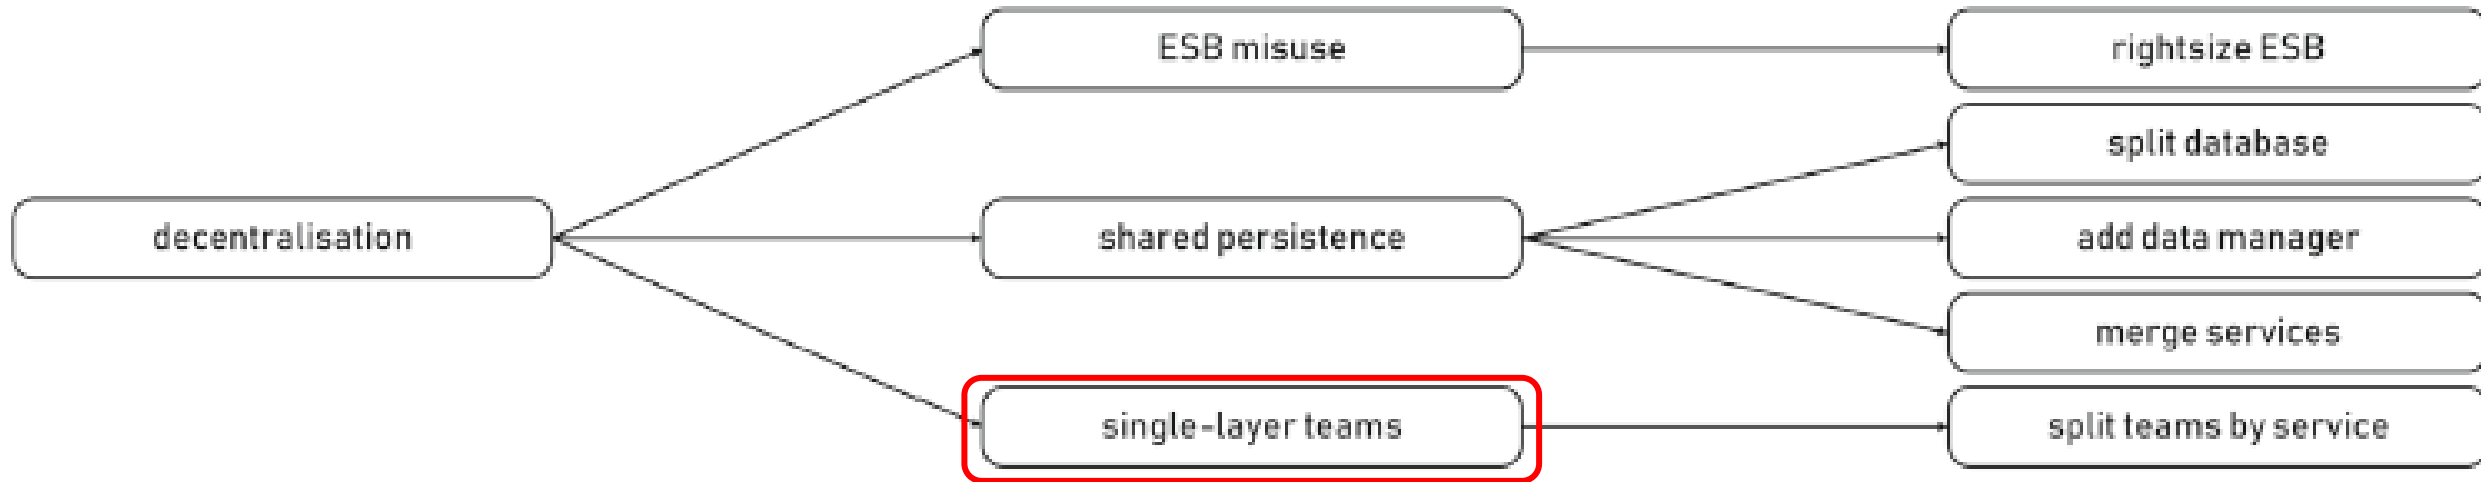 ESB misuse
rightsize ESB
split database
decentralisation
shared persistence
add data manager
merge services
single-layer teams
split teams by service